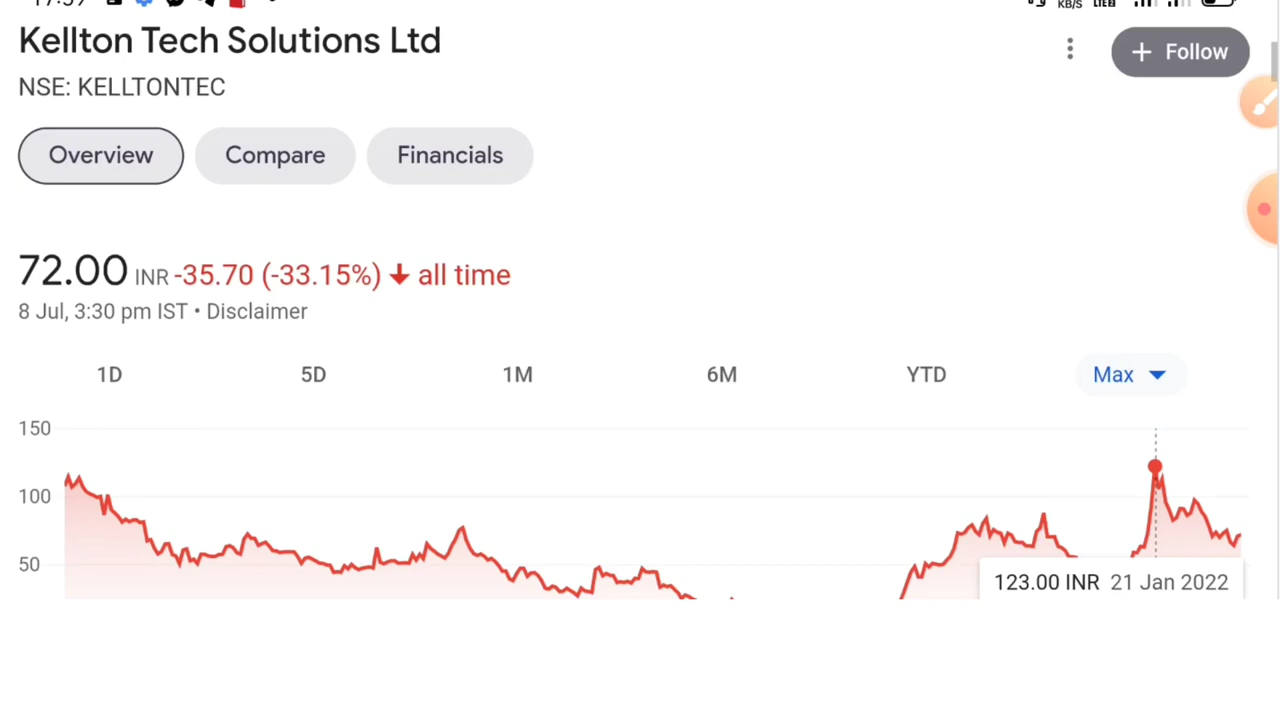 KB/S LTE2
Kellton Tech Solutions Ltd
+ Follow
NSE: KELLTONTEC
Overview Compare Financials
72.00 INR -35.70 (-33.15%) ↓ all time
8 Jul, 3:30 pm IST • Disclaimer
1D 5D 1M 6M YTD Max
150
100
50
123.00 INR 21 Jan 2022